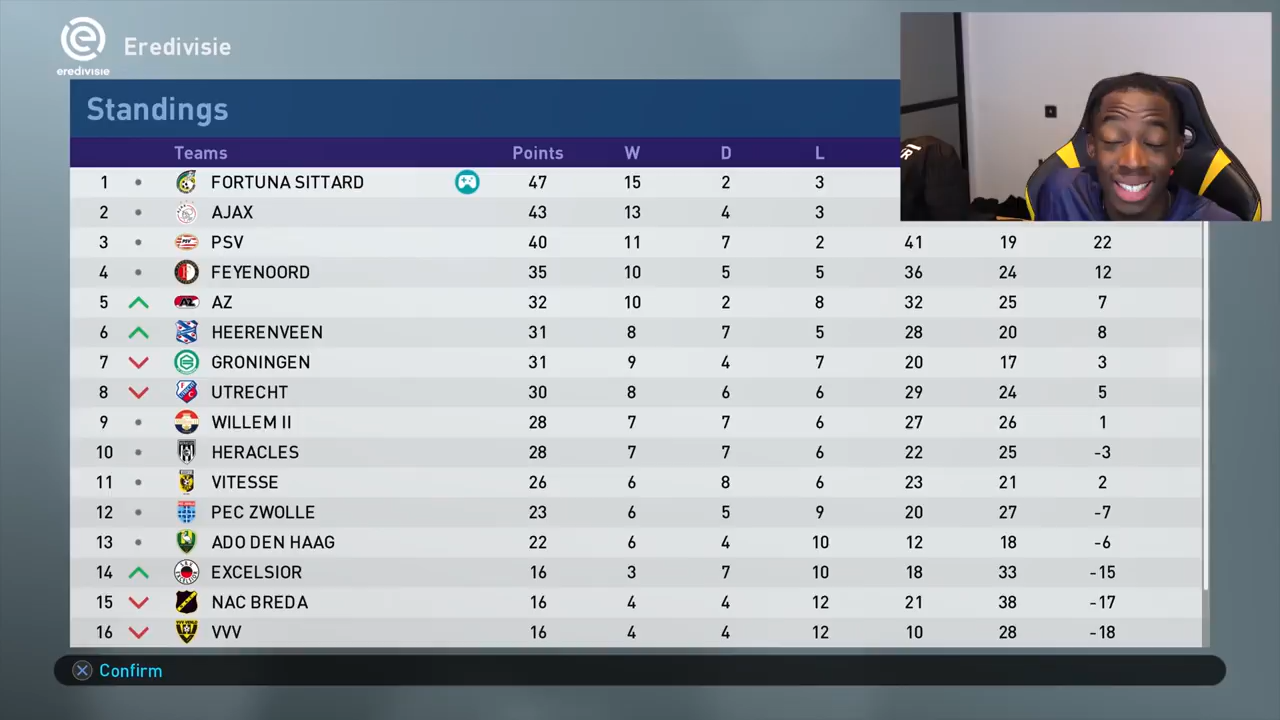 eredivisie
Eredivisie
Standings
Teams Points W D L
1 FORTUNA SITTARD 47 15 2 3
2 AJAX 43 13 4 3
3 PSV 40 11 7 2 41 19 22
4 FEYENOORD 35 10 5 5 36 24 12
5 AZ 32 10 2 8 32 25 7
6 HEERENVEEN 31 8 7 5 28 20 8
7 GRONINGEN 31 9 4 7 20 17 3
8 UTRECHT 30 8 6 6 29 24 5
9 WILLEM II 28 7 7 6 27 26 1
10 HERACLES 28 7 7 6 22 25 -3
11 VITESSE 26 6 8 6 23 21 2
12 PEC ZWOLLE 23 6 5 9 20 27 -7
13 ADO DEN HAAG 22 6 4 10 12 18 -6
14 EXCELSIOR 16 3 7 10 18 33 -15
15 NAC BREDA 16 4 4 12 21 38 -17
16 VVV 16 4 4 12 10 28 -18
Confirm